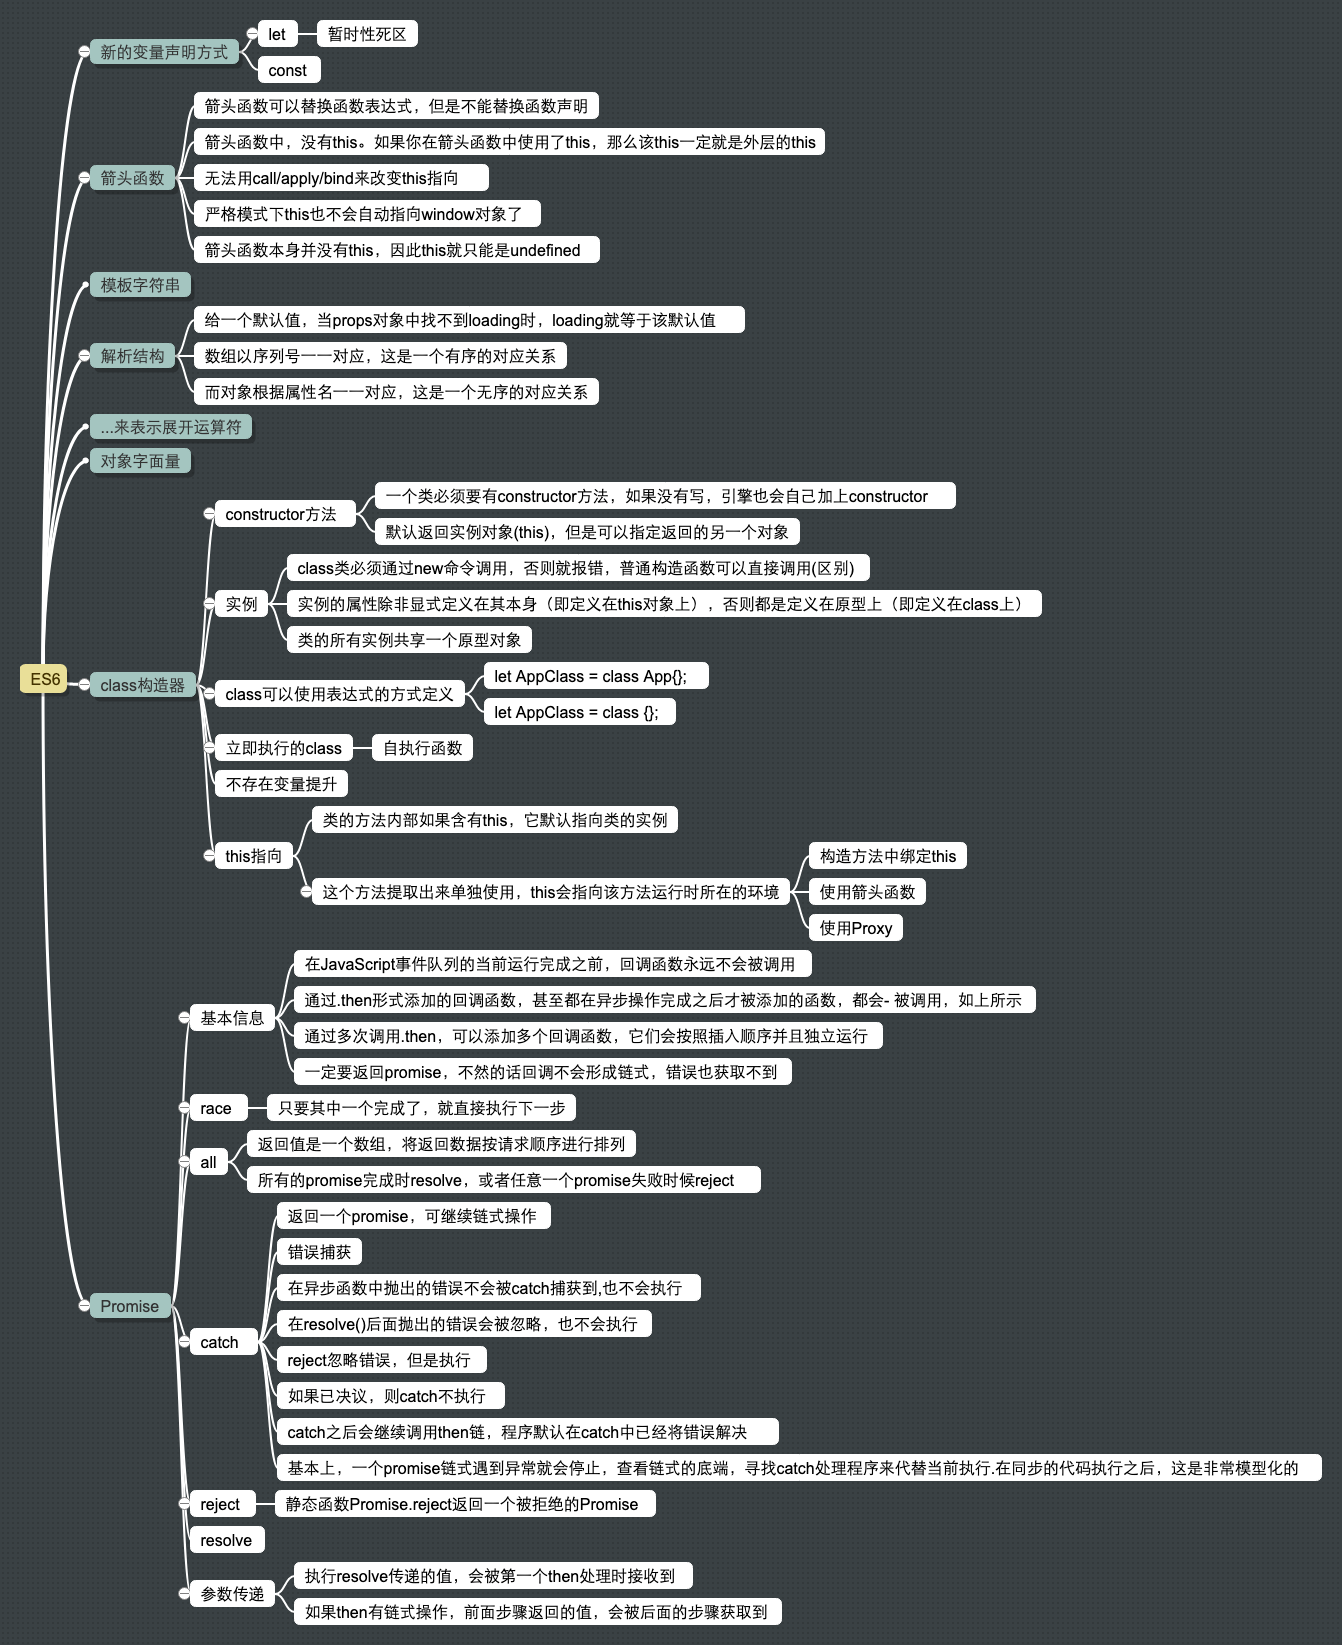 ES6
新的变量声明方式
let
暂时性死区
const
箭头函数
箭头函数可以替换函数表达式，但是不能替换函数声明
箭头函数中，没有this。如果你在箭头函数中使用了this，那么该this一定就是外层的this
无法用call/apply/bind来改变this指向
严格模式下this也不会自动指向window对象了
箭头函数本身并没有this，因此this就只能是undefined
模板字符串
解析结构
给一个默认值，当props对象中找不到loading时，loading就等于该默认值
数组以序列号一一对应，这是一个有序的对应关系
而对象根据属性名一一对应，这是一个无序的对应关系
...来表示展开运算符
对象字面量
class构造器
constructor方法
一个类必须要有constructor方法，如果没有写，引擎也会自己加上constructor
默认返回实例对象(this)，但是可以指定返回的另一个对象
实例
class类必须通过new命令调用，否则就报错，普通构造函数可以直接调用(区别)
实例的属性除非显式定义在其本身（即定义在this对象上），否则都是定义在原型上（即定义在class上）
类的所有实例共享一个原型对象
class可以使用表达式的方式定义
let AppClass = class App{};
let AppClass = class {};
立即执行的class
自执行函数
不存在变量提升
this指向
类的方法内部如果含有this，它默认指向类的实例
这个方法提取出来单独使用，this会指向该方法运行时所在的环境
构造方法中绑定this
使用箭头函数
使用Proxy
Promise
基本信息
在JavaScript事件队列的当前运行完成之前，回调函数永远不会被调用
通过.then形式添加的回调函数，甚至都在异步操作完成之后才被添加的函数，都会- 被调用，如上所示
通过多次调用.then，可以添加多个回调函数，它们会按照插入顺序并且独立运行
一定要返回promise，不然的话回调不会形成链式，错误也获取不到
race
只要其中一个完成了，就直接执行下一步
all
返回值是一个数组，将返回数据按请求顺序进行排列
所有的promise完成时resolve，或者任意一个promise失败时候reject
catch
返回一个promise，可继续链式操作
错误捕获
在异步函数中抛出的错误不会被catch捕获到,也不会执行
在resolve()后面抛出的错误会被忽略，也不会执行
reject忽略错误，但是执行
如果已决议，则catch不执行
catch之后会继续调用then链，程序默认在catch中已经将错误解决
基本上，一个promise链式遇到异常就会停止，查看链式的底端，寻找catch处理程序来代替当前执行.在同步的代码执行之后，这是非常模型化的
reject
静态函数Promise.reject返回一个被拒绝的Promise
resolve
参数传递
执行resolve传递的值，会被第一个then处理时接收到
如果then有链式操作，前面步骤返回的值，会被后面的步骤获取到